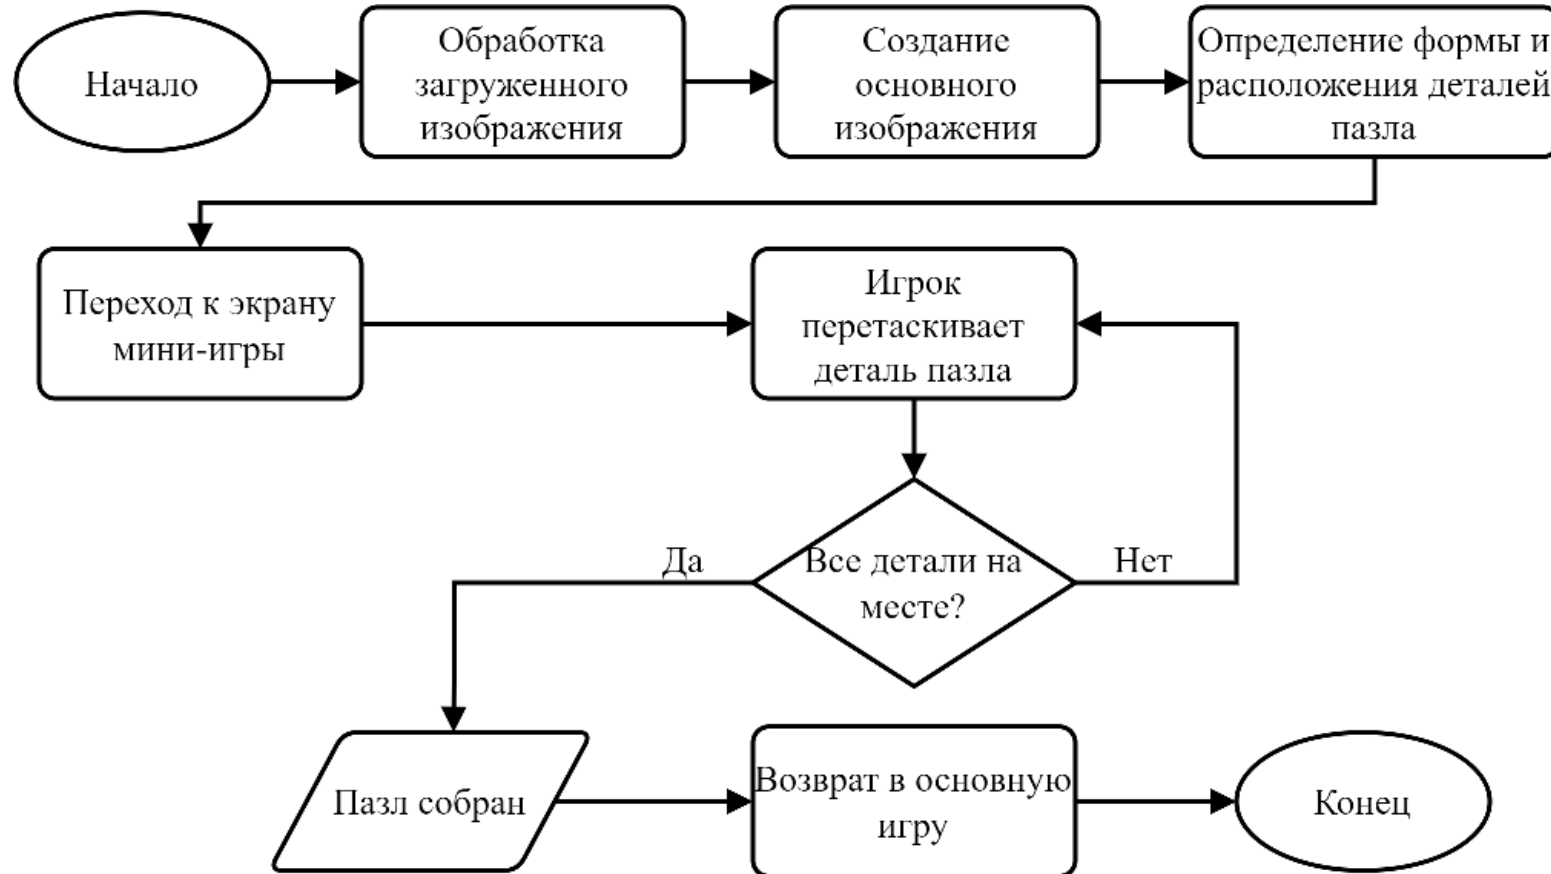 Начало
Обработка
загруженного
изображения
Создание
основного
изображения
Определение формы и
расположения деталей
пазла
Переход к экрану
мини-игры
Игрок
перетаскивает
деталь пазла
Да
Все детали на
месте?
Нет
Пазл собран
Возврат в основную
игру
Конец